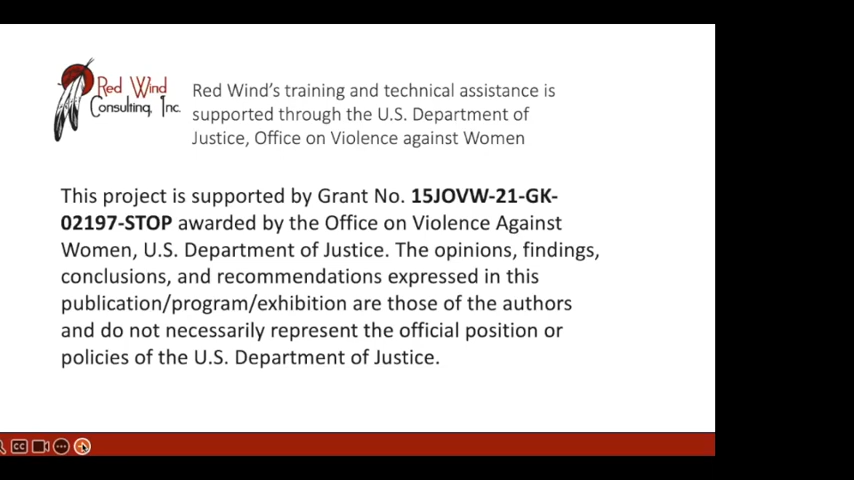 Red Wind
Consulting, Inc.
Red Wind's training and technical assistance is
supported through the U.S. Department of
Justice, Office on Violence against Women
This project is supported by Grant No. 15JOVW-21-GK-
02197-STOP awarded by the Office on Violence Against
Women, U.S. Department of Justice. The opinions, findings,
conclusions, and recommendations expressed in this
publication/program/exhibition are those of the authors
and do not necessarily represent the official position or
policies of the U.S. Department of Justice.
CC